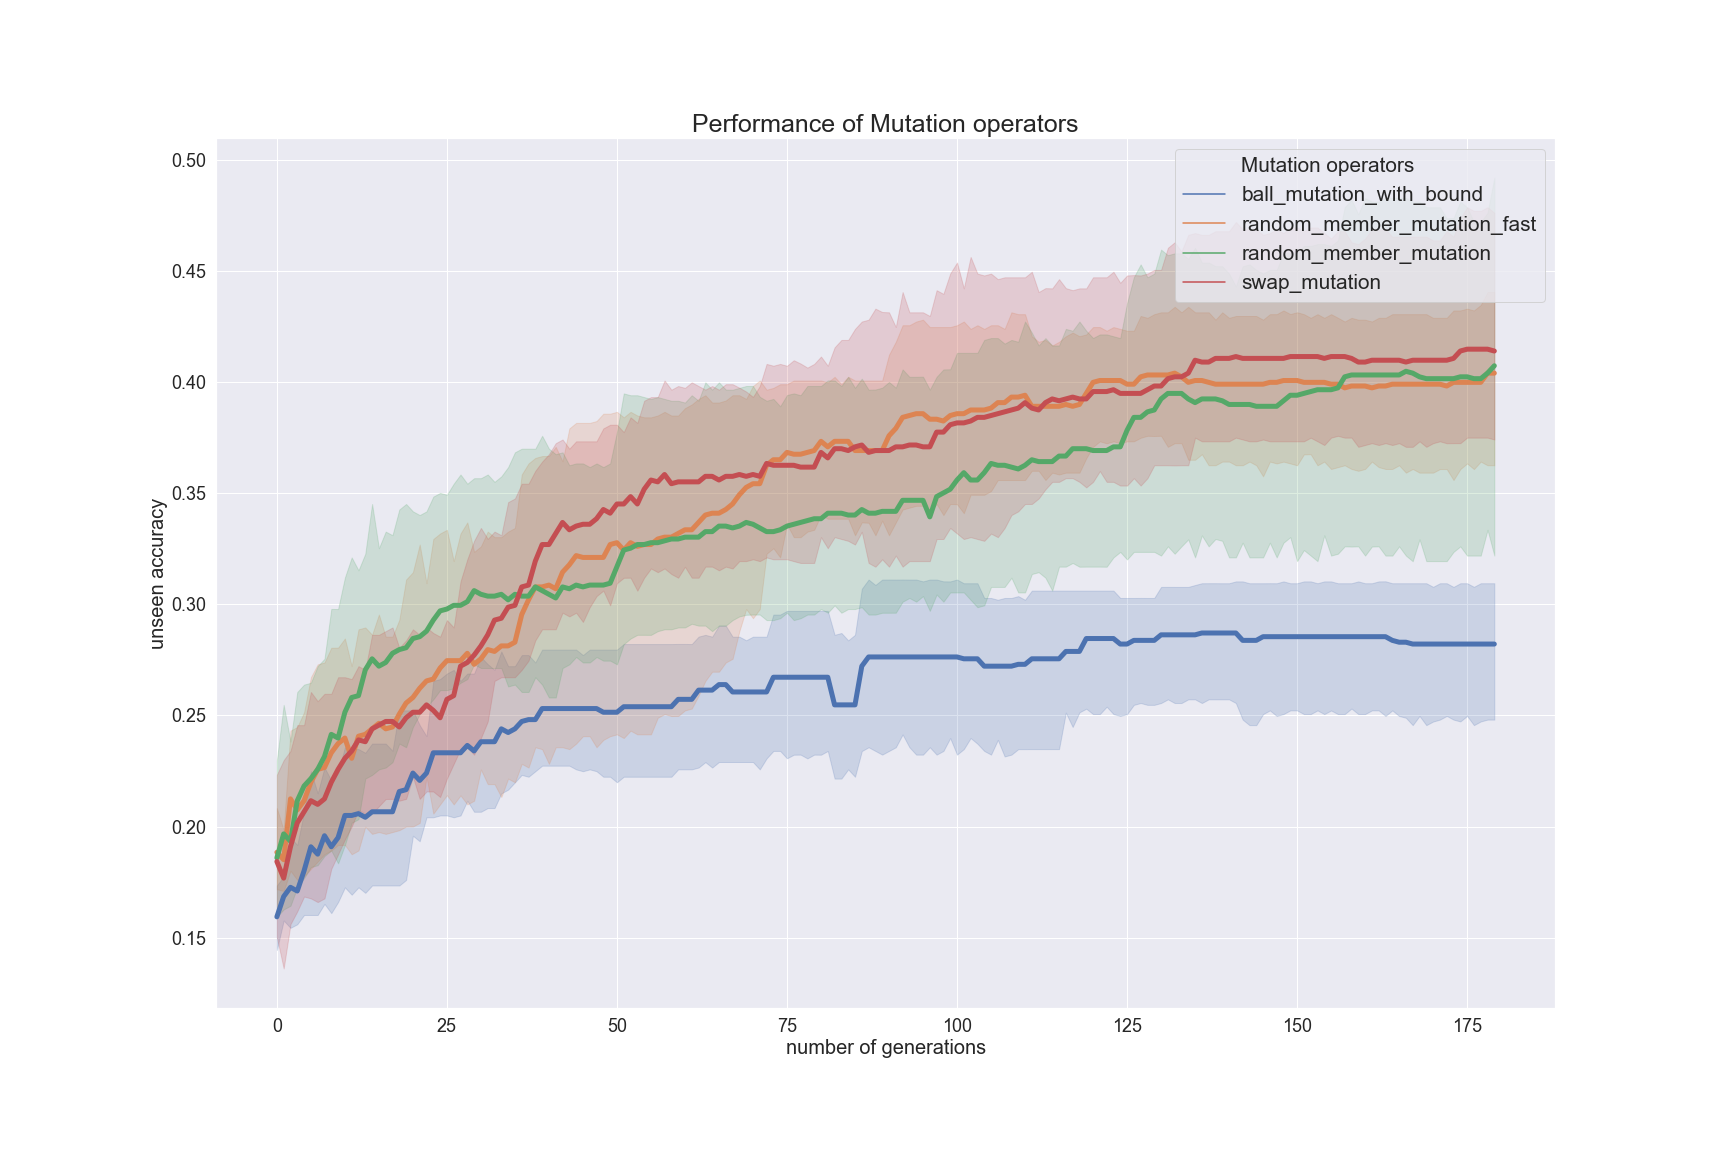 Performance of Mutation operators
Mutation operators
ball_mutation_with_bound
random_member_mutation_fast
random_member_mutation
swap_mutation
unseen accuracy
0.50
0.45
0.40
0.35
0.30
0.25
0.20
0.15
0 25 50 75 100 125 150 175
number of generations